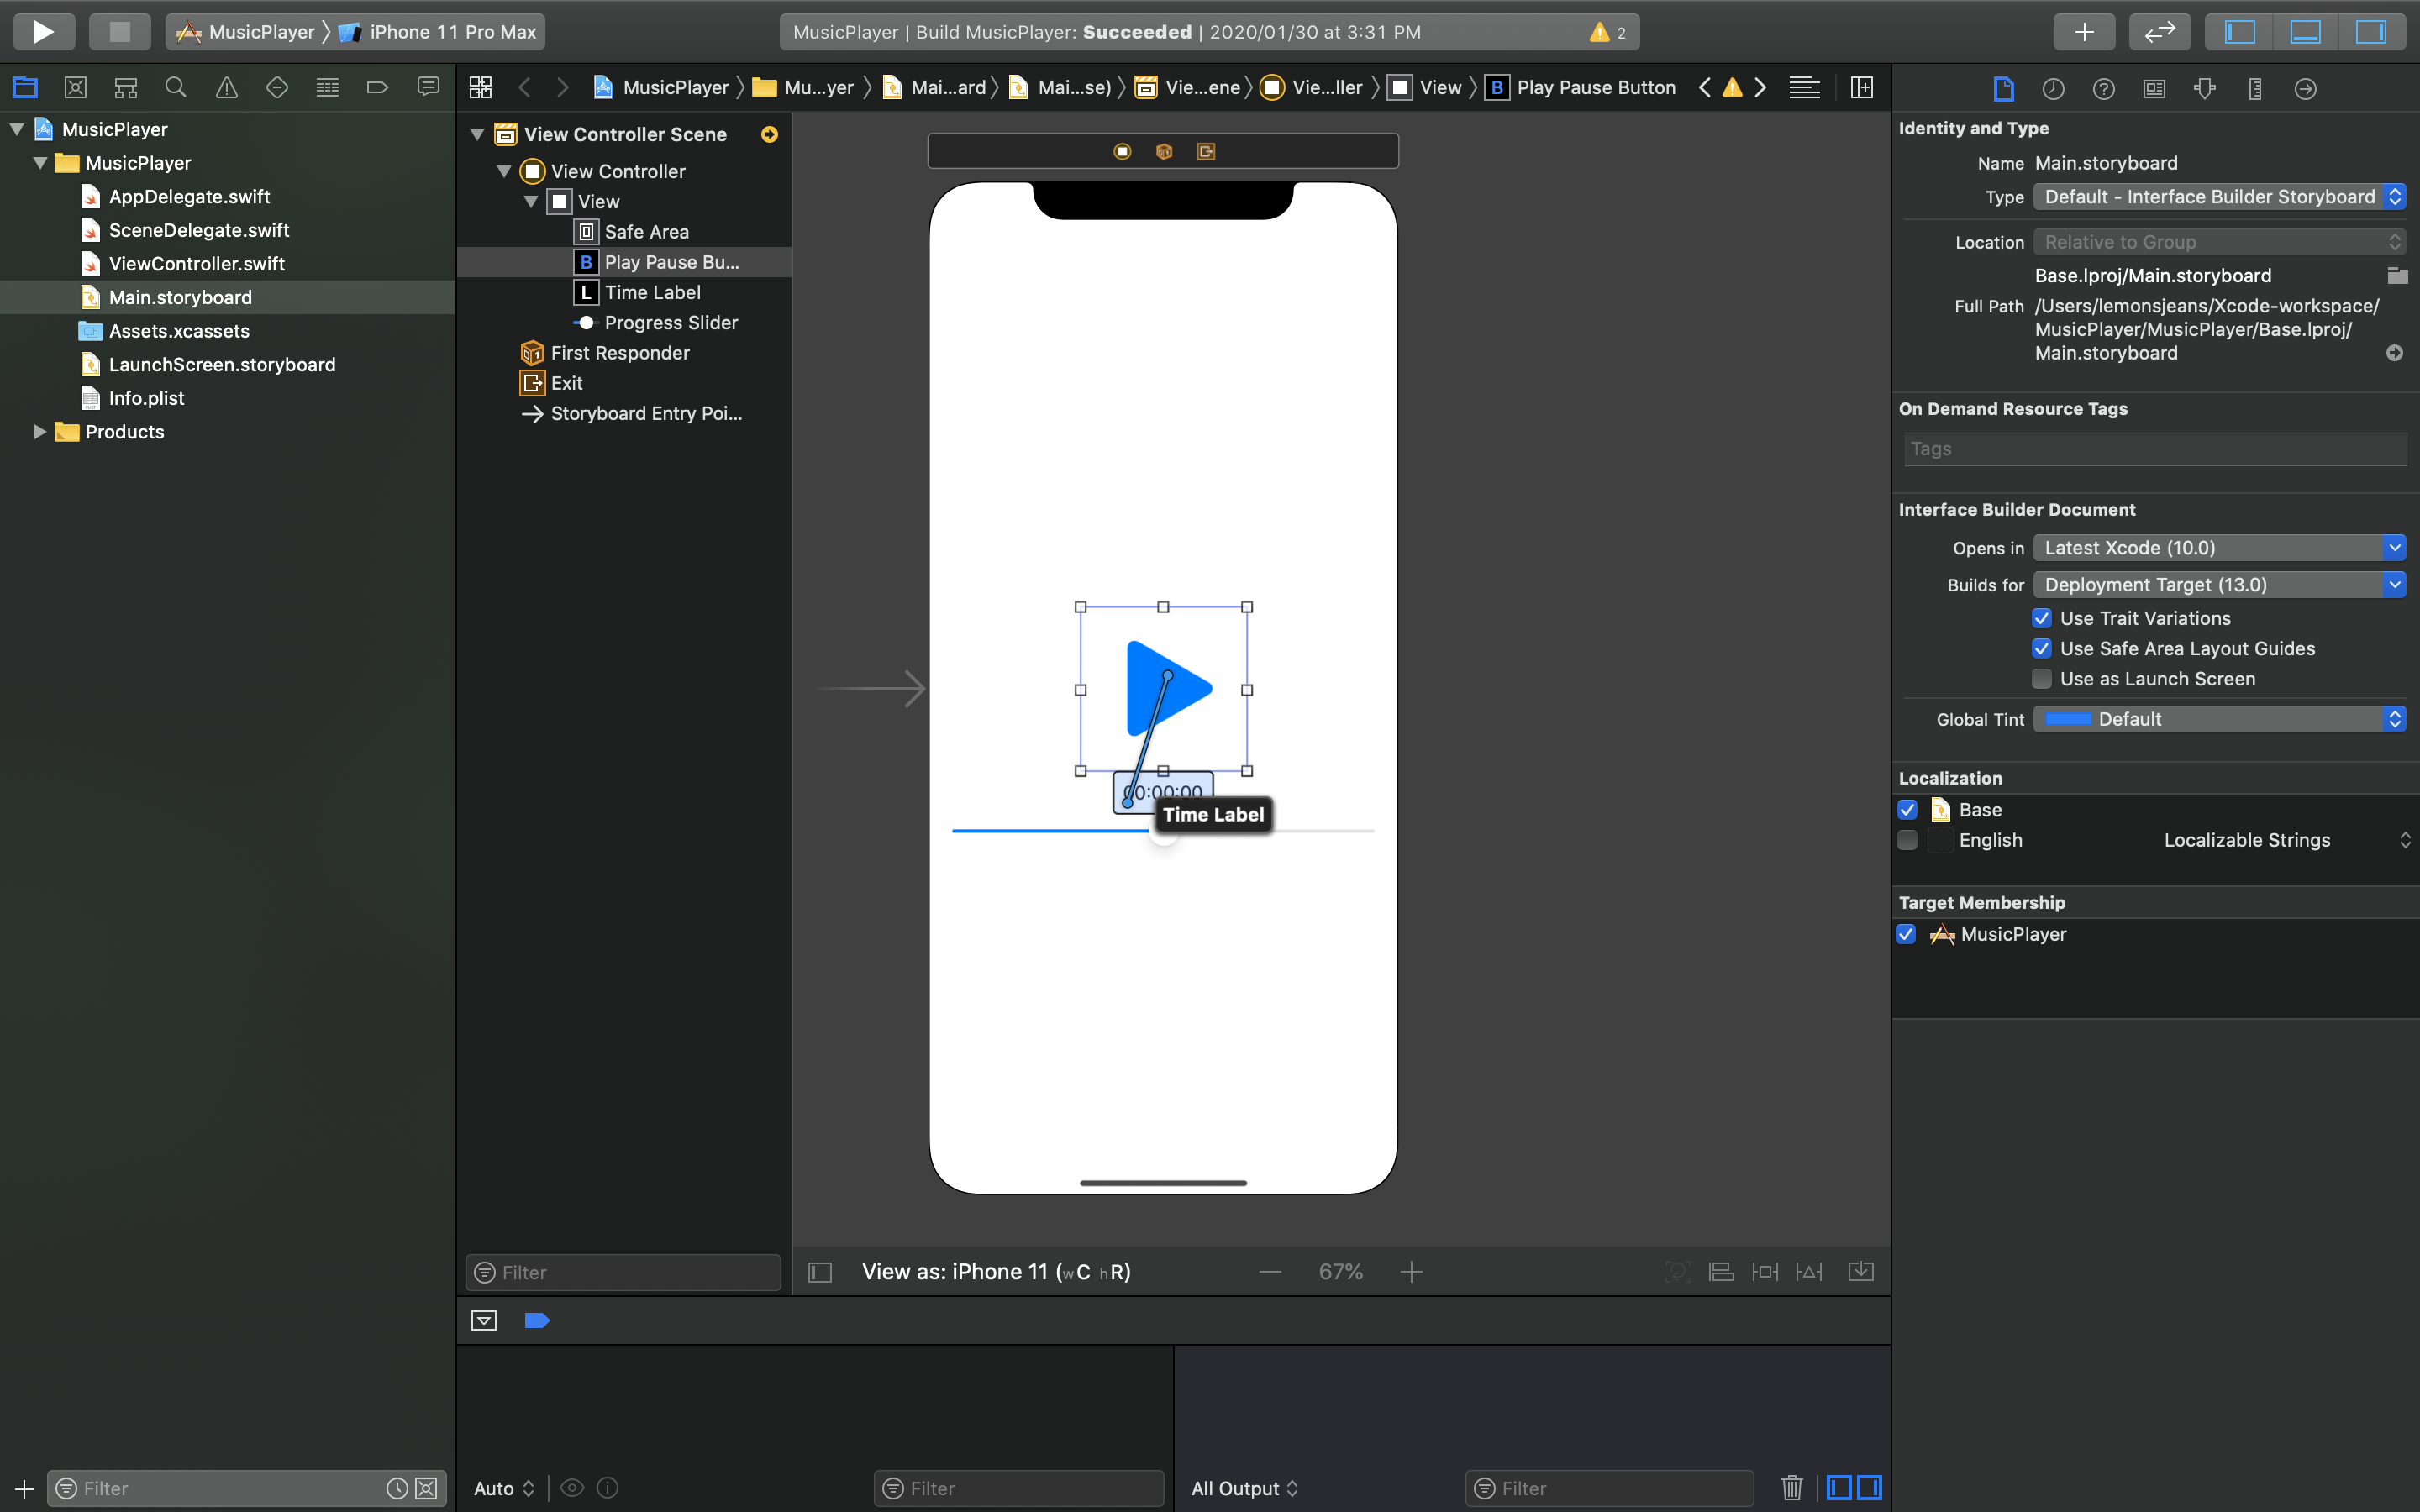 MusicPlayer 〉 iPhone 11 Pro Max
MusicPlayer | Build MusicPlayer: Succeeded | 2020/01/30 at 3:31 PM
2
MusicPlayer
MusicPlayer
AppDelegate.swift
SceneDelegate.swift
ViewController.swift
Main.storyboard
Assets.xcassets
LaunchScreen.storyboard
Info.plist
Products
Filter
MusicPlayer 〉 Mu...yer 〉 Mai...ard 〉 Mai...se) 〉 Vie...ene 〉 Vie...ller 〉 View 〉 B Play Pause Button
View Controller Scene
View Controller
View
Safe Area
B Play Pause Bu...
L Time Label
Progress Slider
First Responder
Exit
Storyboard Entry Poi...
Filter
00:00:00
Time Label
View as: iPhone 11 (wC hR)
67%
Auto
Filter
All Output
Filter
Identity and Type
Name Main.storyboard
Type Default - Interface Builder Storyboard
Location Relative to Group
Base.lproj/Main.storyboard
Full Path /Users/lemonsjeans/Xcode-workspace/
MusicPlayer/MusicPlayer/Base.lproj/
Main.storyboard
On Demand Resource Tags
Tags
Interface Builder Document
Opens in Latest Xcode (10.0)
Builds for Deployment Target (13.0)
Use Trait Variations
Use Safe Area Layout Guides
Use as Launch Screen
Global Tint Default
Localization
Base
English Localizable Strings
Target Membership
MusicPlayer